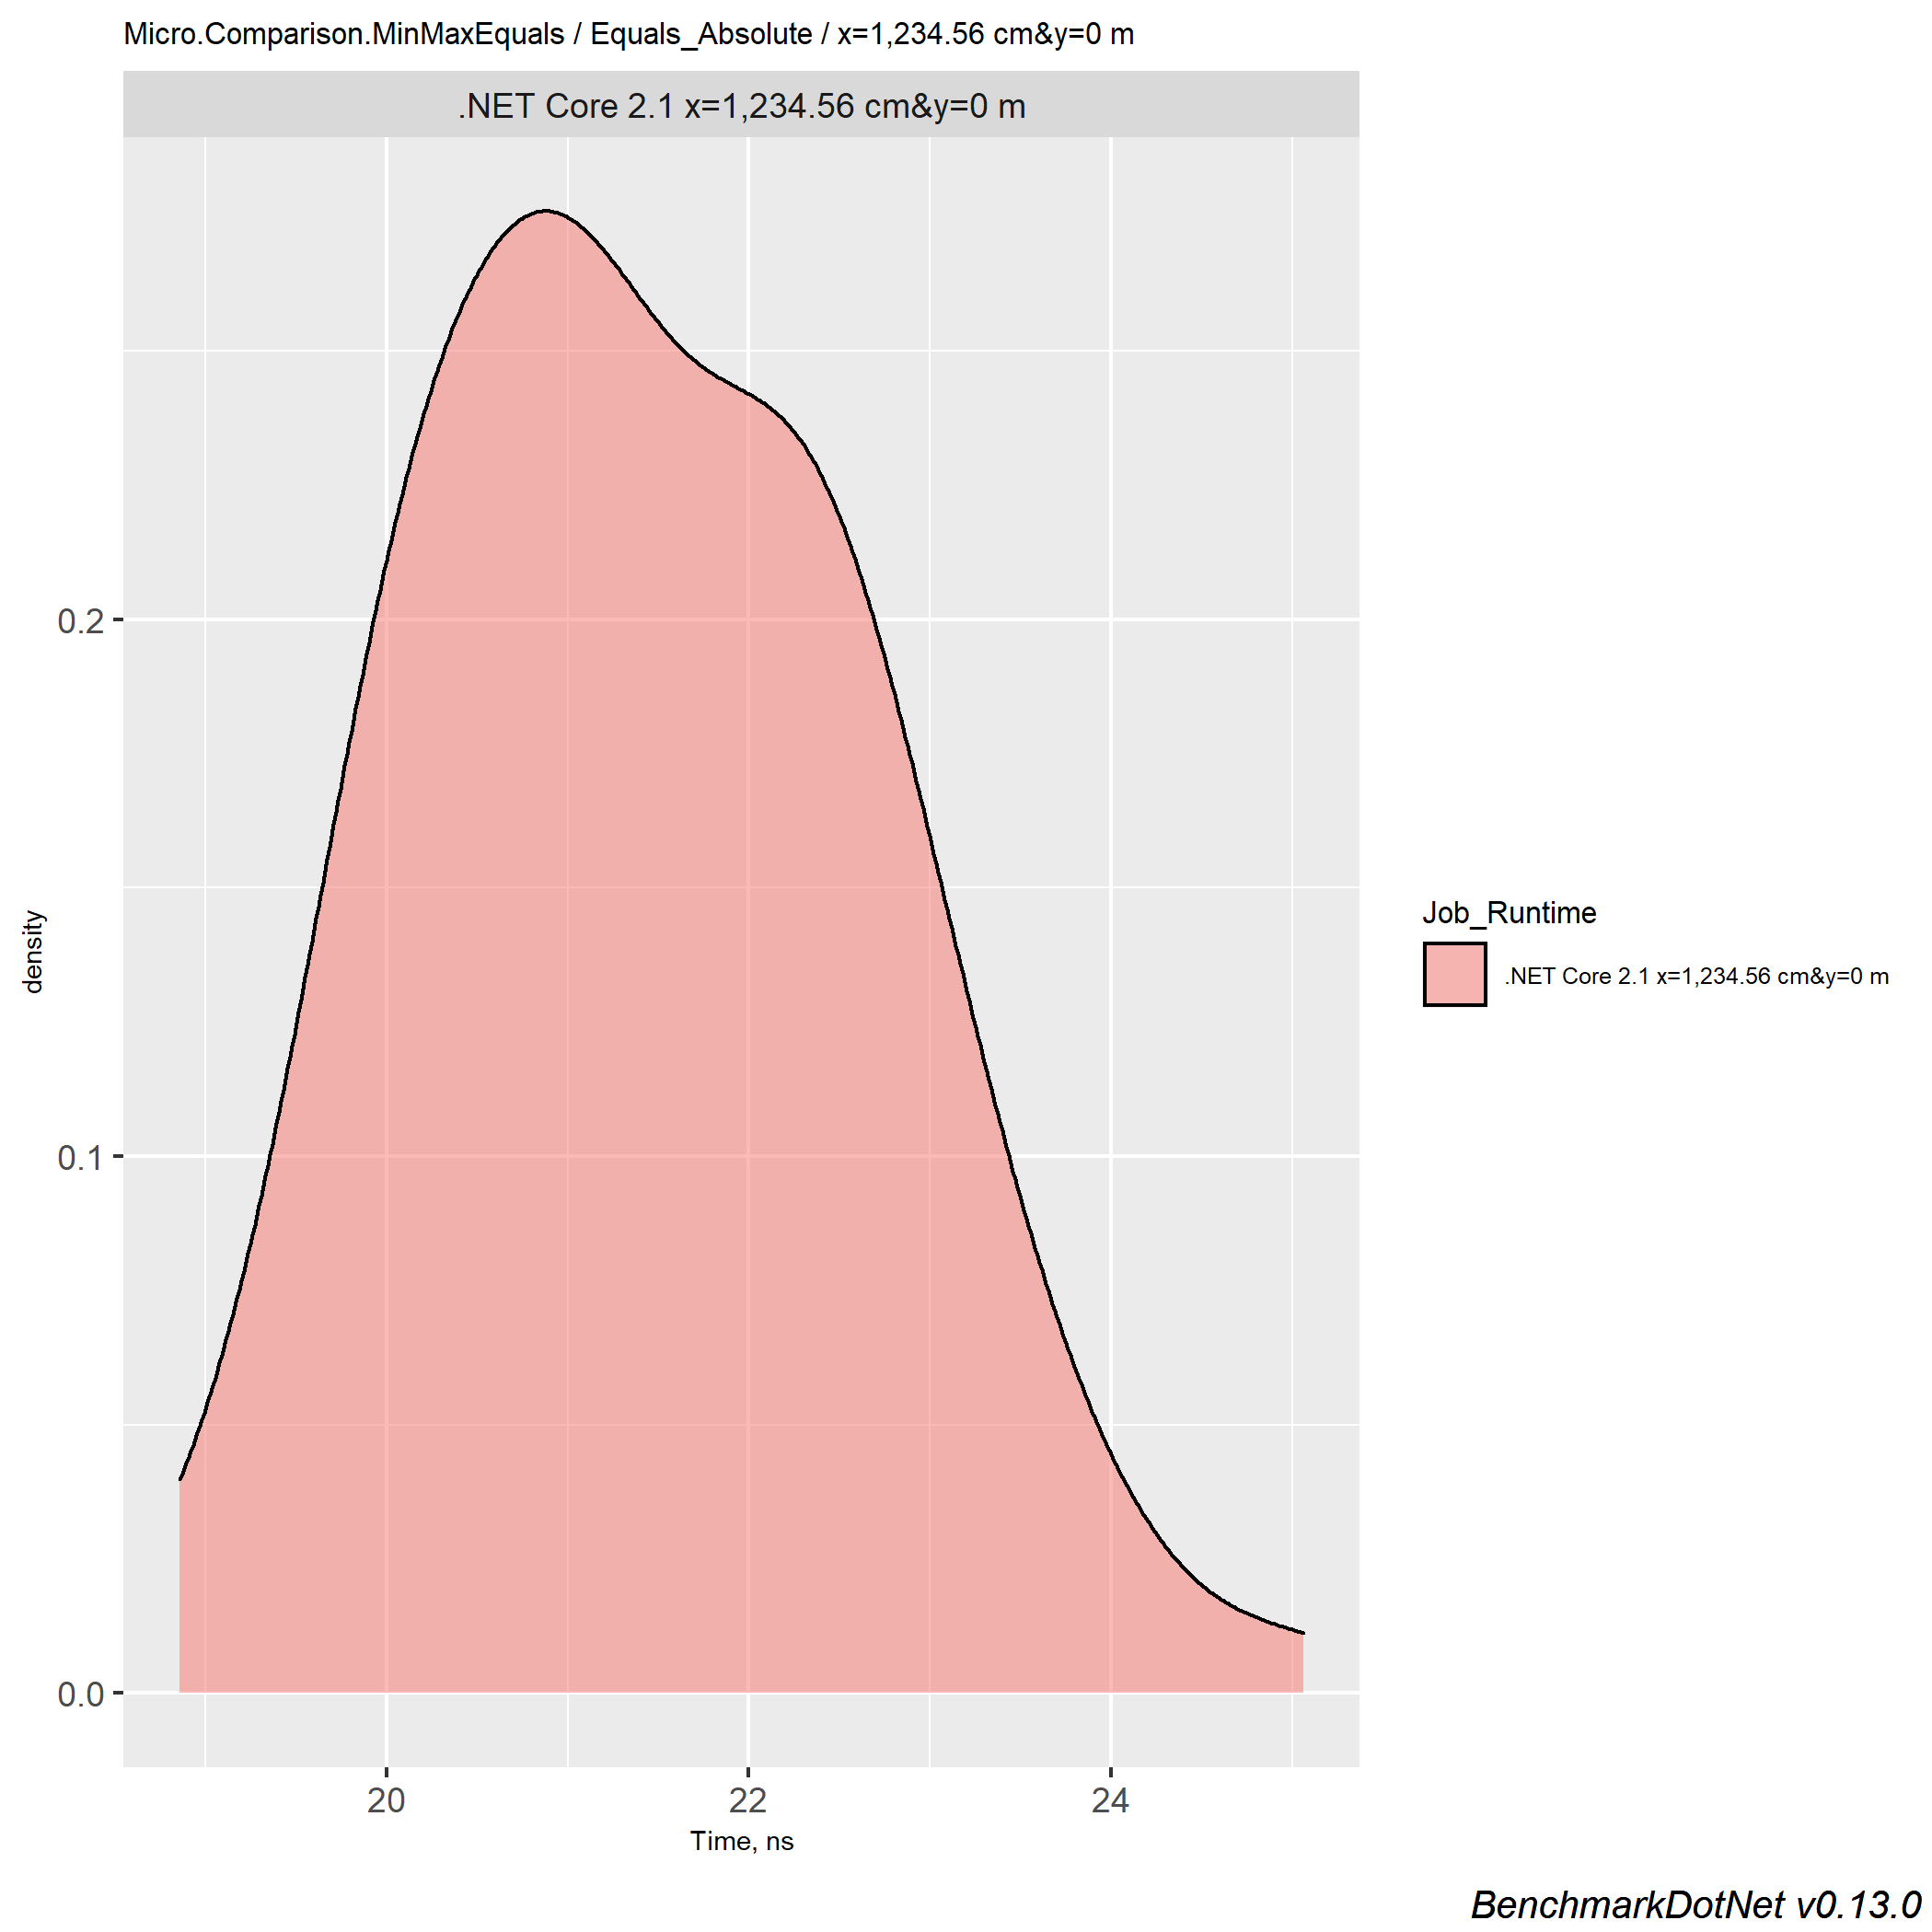 Micro.Comparison.MinMaxEquals / Equals_Absolute / x=1,234.56 cm&y=0 m
.NET Core 2.1 x=1,234.56 cm&y=0 m
0.2
0.1
0.0
density
20 22 24
Time, ns
Job_Runtime
.NET Core 2.1 x=1,234.56 cm&y=0 m
BenchmarkDotNet v0.13.0